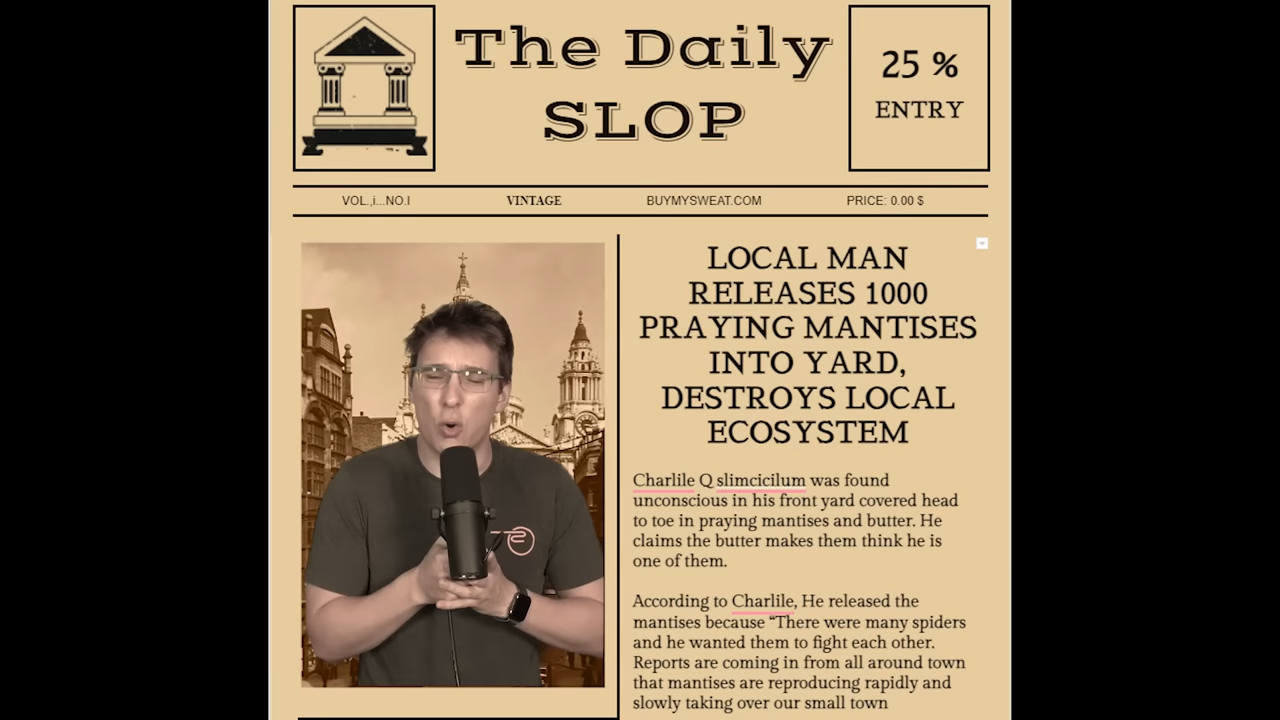 The Daily
SLOP
25 %
ENTRY
VOL.,i...NO.I
VINTAGE
BUYMYSWEAT.COM
PRICE: 0.00 $
LOCAL MAN
RELEASES 1000
PRAYING MANTISES
INTO YARD,
DESTROYS LOCAL
ECOSYSTEM
Charlile Q slimcicilum was found
unconscious in his front yard covered head
to toe in praying mantises and butter. He
claims the butter makes them think he is
one of them.
According to Charlile, He released the
mantises because “There were many spiders
and he wanted them to fight each other.
Reports are coming in from all around town
that mantises are reproducing rapidly and
slowly taking over our small town